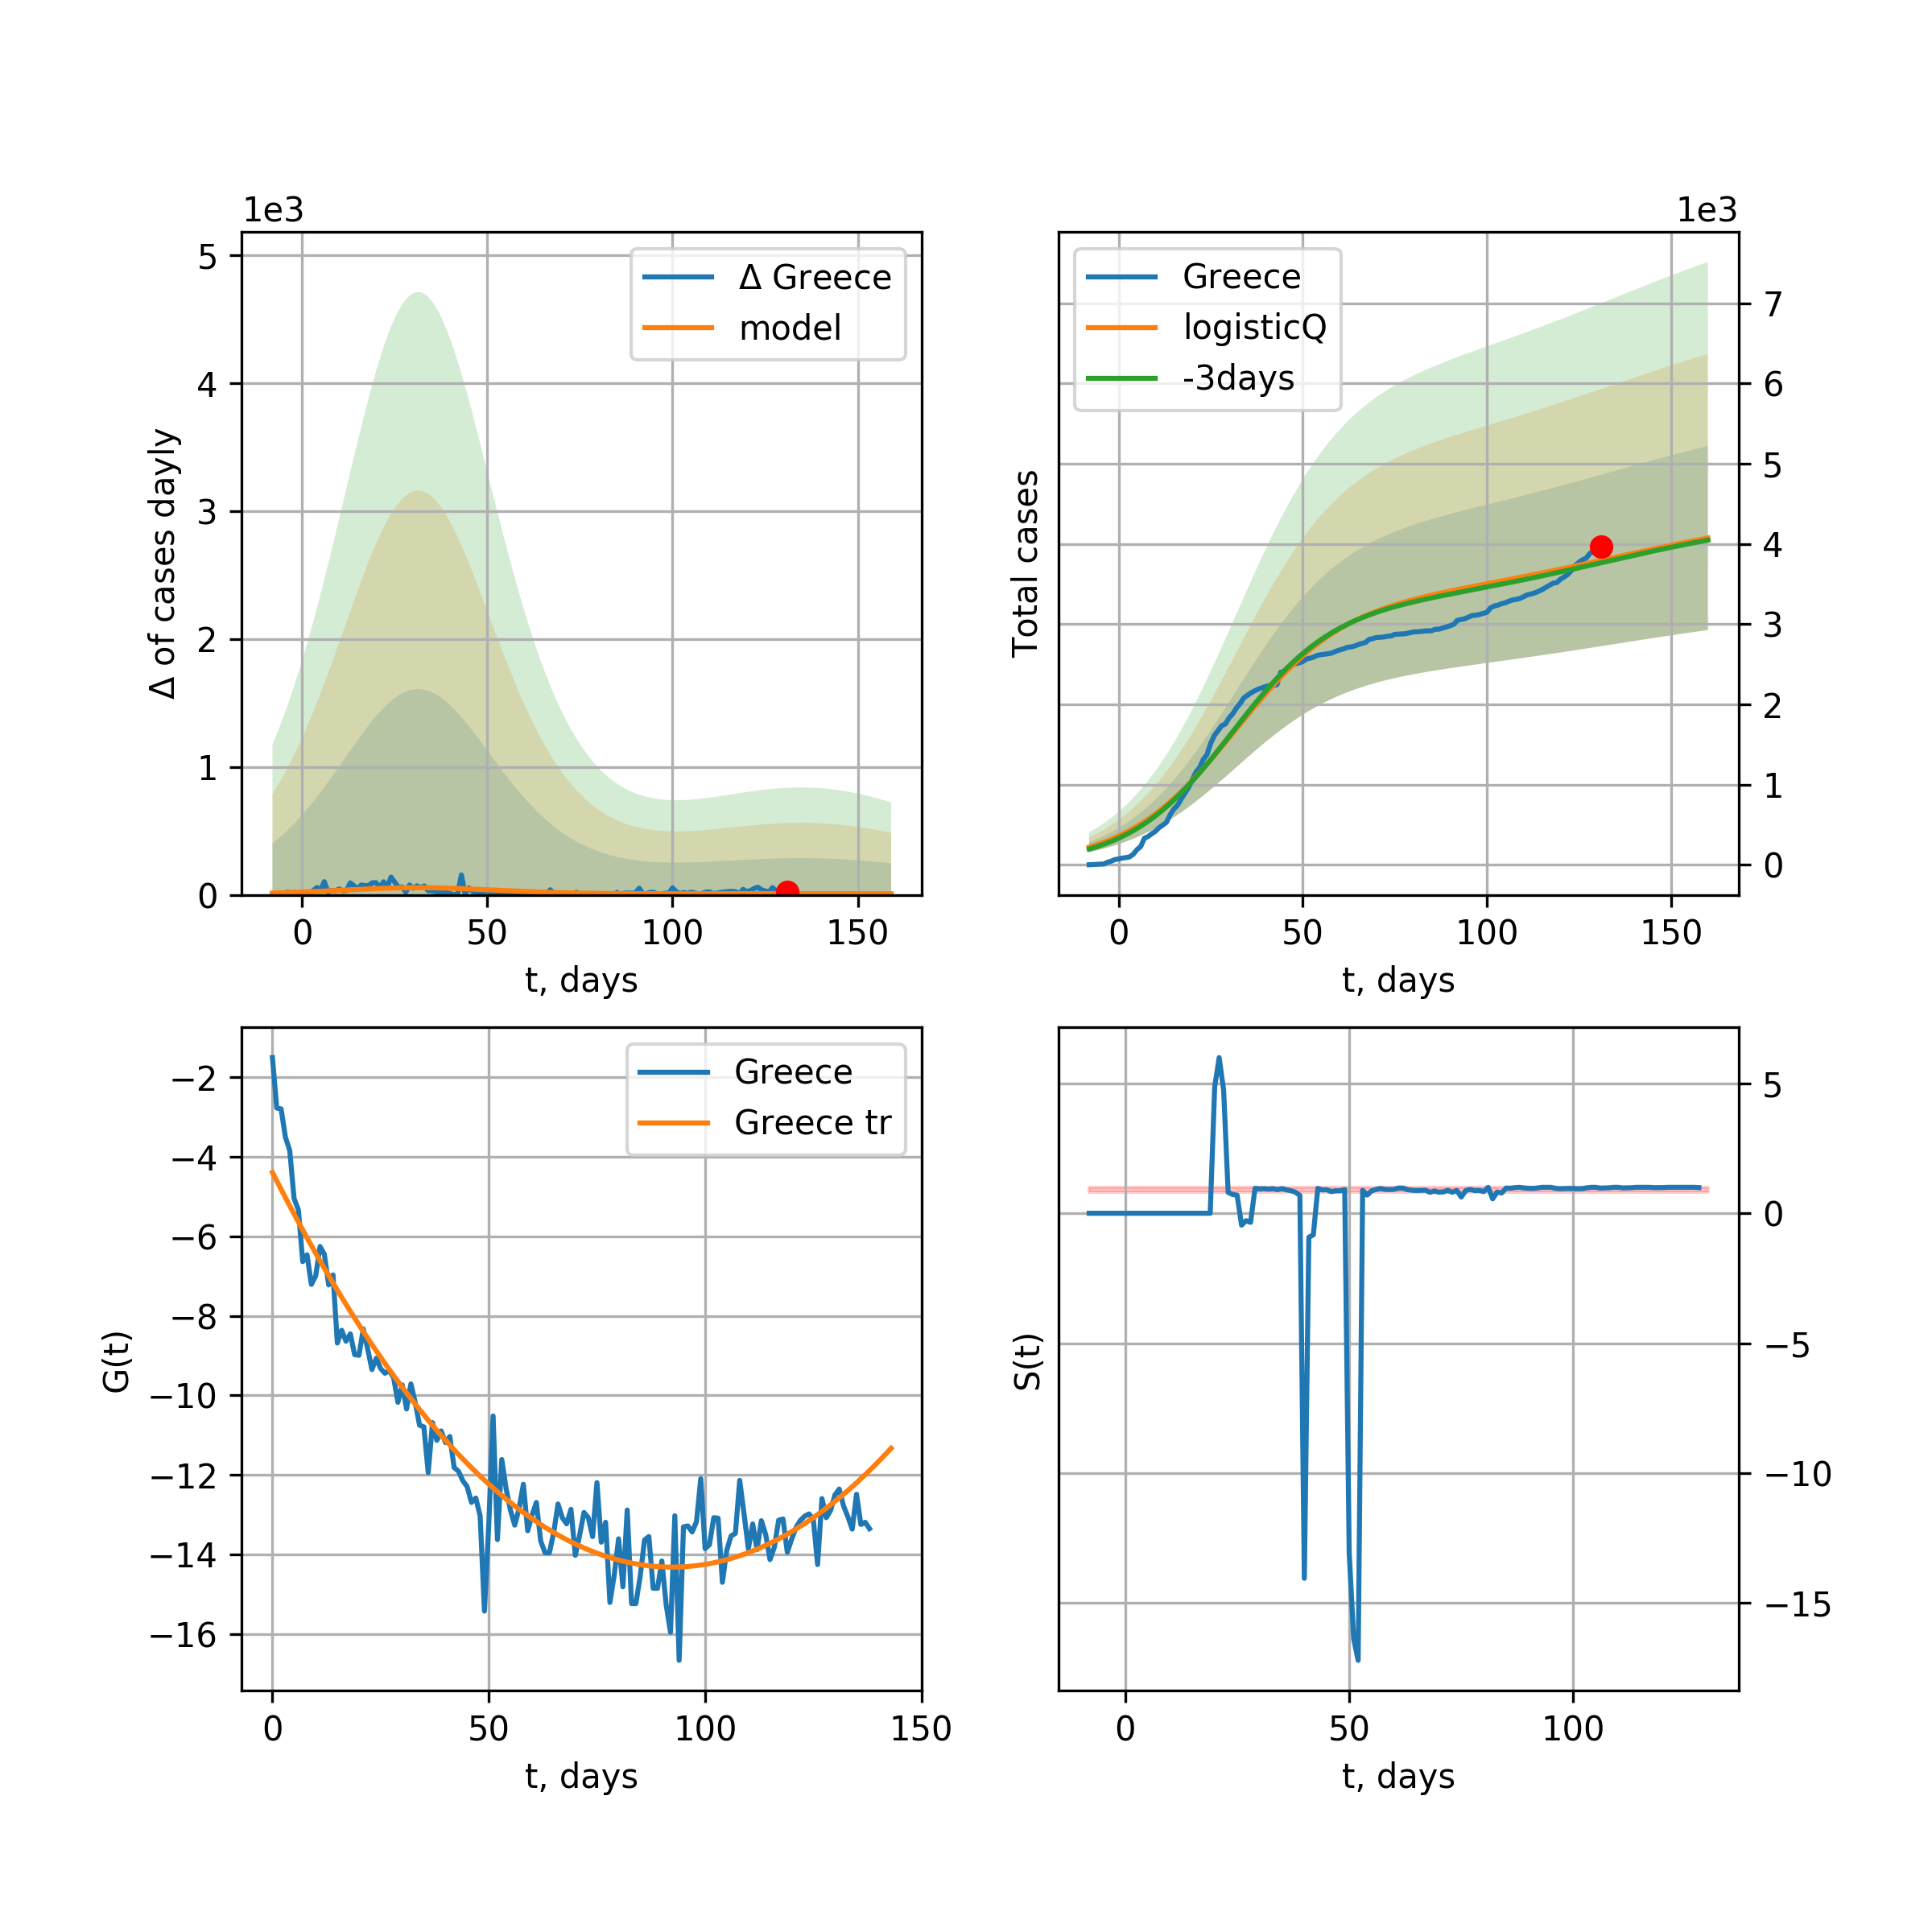 1e3
Δ of cases dayly
5
4
3
2
1
0
Δ Greece
model
0
50
100
150
t, days
1e3
Total cases
Greece
logisticQ
-3days
7
6
5
4
3
2
1
0
0
50
100
150
t, days
G(t)
−2
−4
−6
−8
−10
−12
−14
−16
Greece
Greece tr
0
50
100
150
t, days
S(t)
5
0
−5
−10
−15
0
50
100
t, days